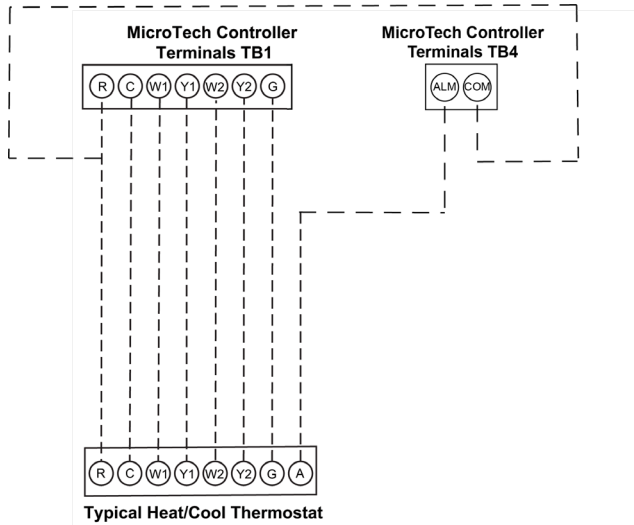 MicroTech Controller
Terminals TB1
MicroTech Controller
Terminals TB4
R C W1 Y1 W2 Y2 G
ALM COM
R C W1 Y1 W2 Y2 G A
Typical Heat/Cool Thermostat